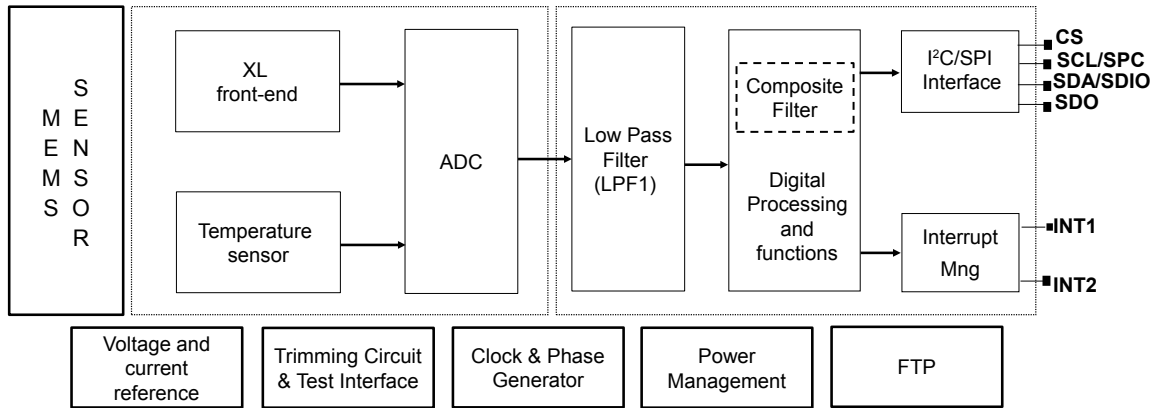 MEMS
SENSOR
XL
front-end
Temperature
sensor
ADC
Low Pass
Filter
(LPF1)
Composite
Filter
Digital
Processing
and
functions
I²C/SPI
Interface
CS
SCL/SPC
SDA/SDIO
SDO
Interrupt
Mng
INT1
INT2
Voltage and
current
reference
Trimming Circuit
& Test Interface
Clock & Phase
Generator
Power
Management
FTP